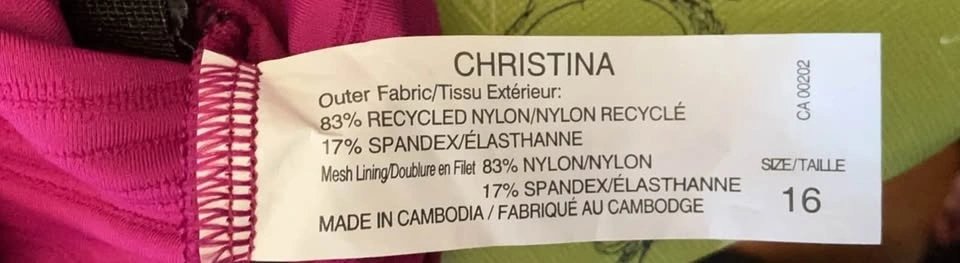 CHRISTINA
Outer Fabric/Tissu Extérieur:
83% RECYCLED NYLON/NYLON RECYCLÉ
17% SPANDEX/ÉLASTHANNE
Mesh Lining/Doublure en Filet 83% NYLON/NYLON
17% SPANDEX/ÉLASTHANNE
MADE IN CAMBODIA / FABRIQUÉ AU CAMBODGE
CA 00202
SIZE/TAILLE
16